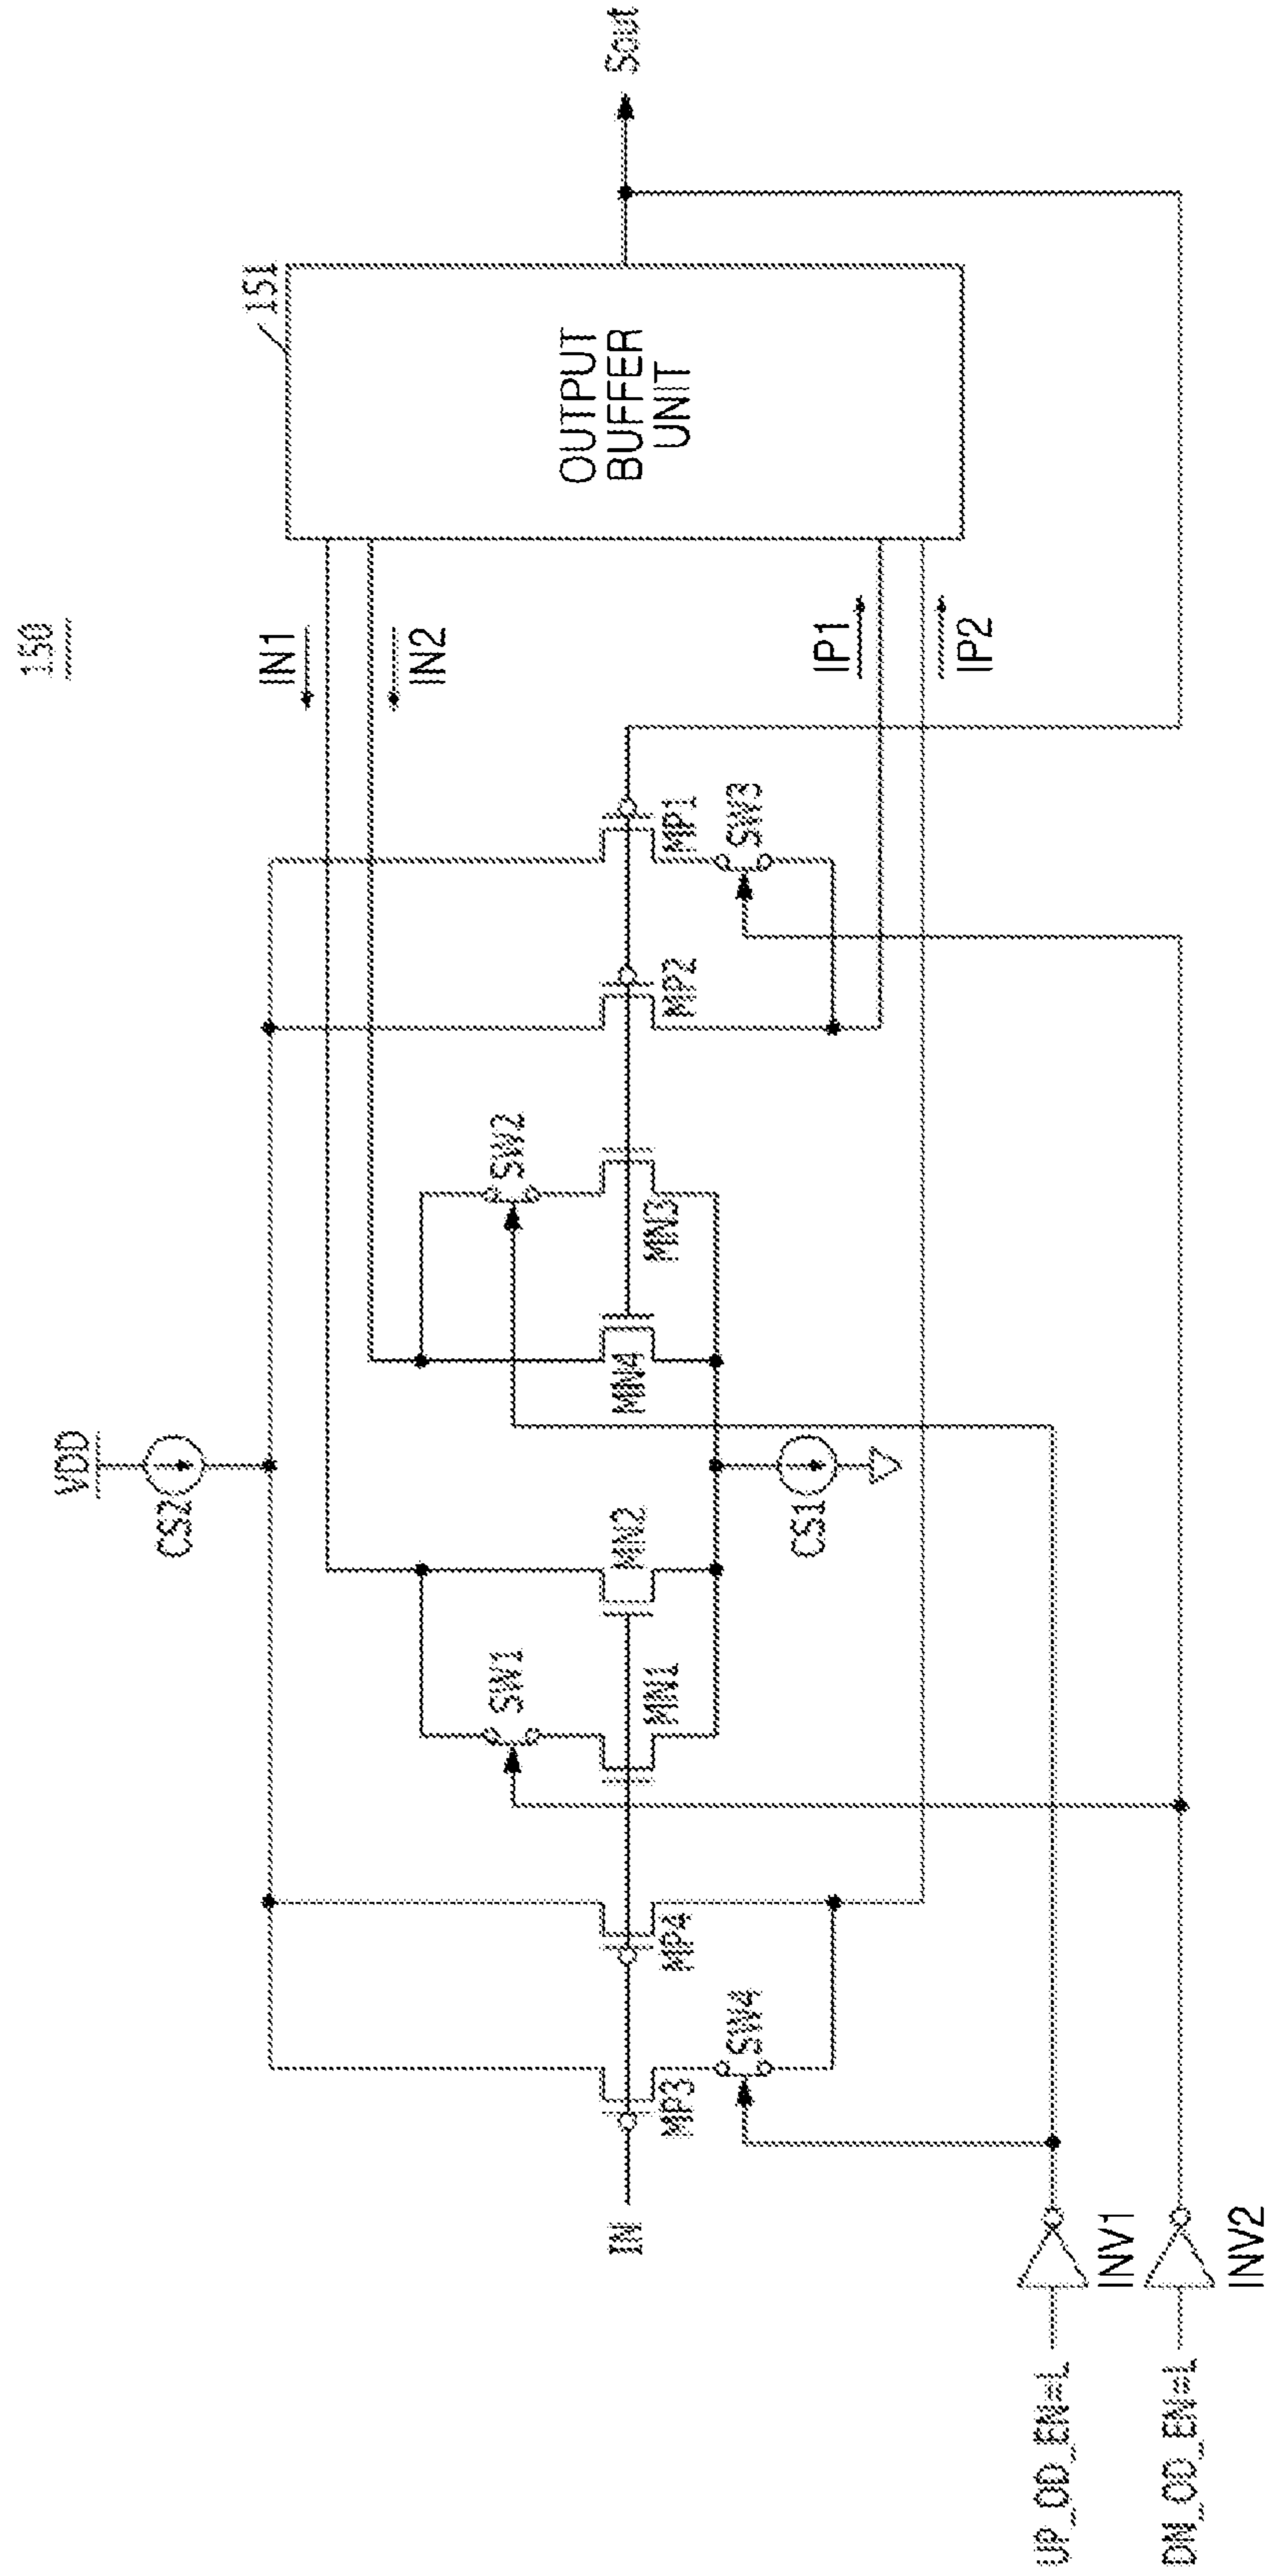 150
VDD
CS2
IN1
IN2
151
OUTPUT
BUFFER
UNIT
Sout
SW1
SW2
MN1
MN2
MN4
MN3
MP3
MP4
MP2
MP1
IN
SW4
SW3
CS1
IP1
IP2
UP_OD_EN=L
INV1
DN_OD_EN=L
INV2